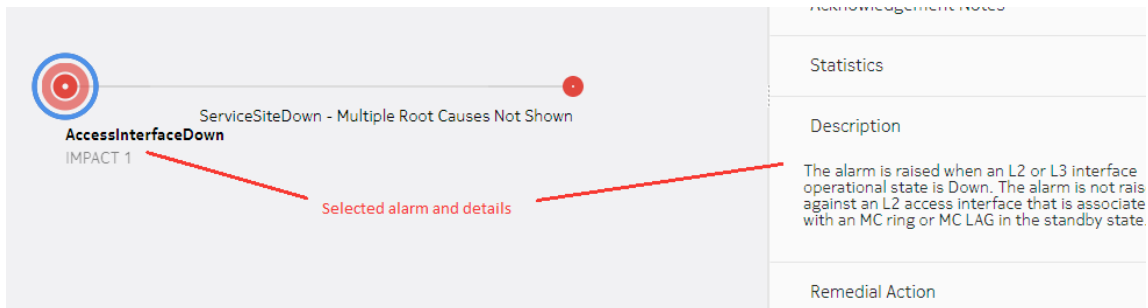 Acknowledgement Notes
Statistics
ServiceSiteDown - Multiple Root Causes Not Shown
AccessInterfaceDown
IMPACT 1
Selected alarm and details
Description
The alarm is raised when an L2 or L3 interface
operational state is Down. The alarm is not rais
against an L2 access interface that is associate
with an MC ring or MC LAG in the standby state.
Remedial Action